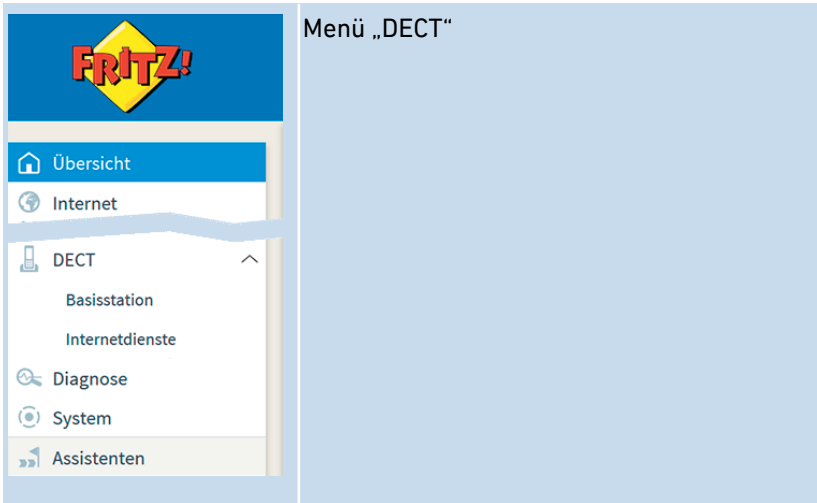 FRITZ!
Menü „DECT“
Übersicht
Internet
DECT
Basisstation
Internetdienste
Diagnose
System
Assistenten